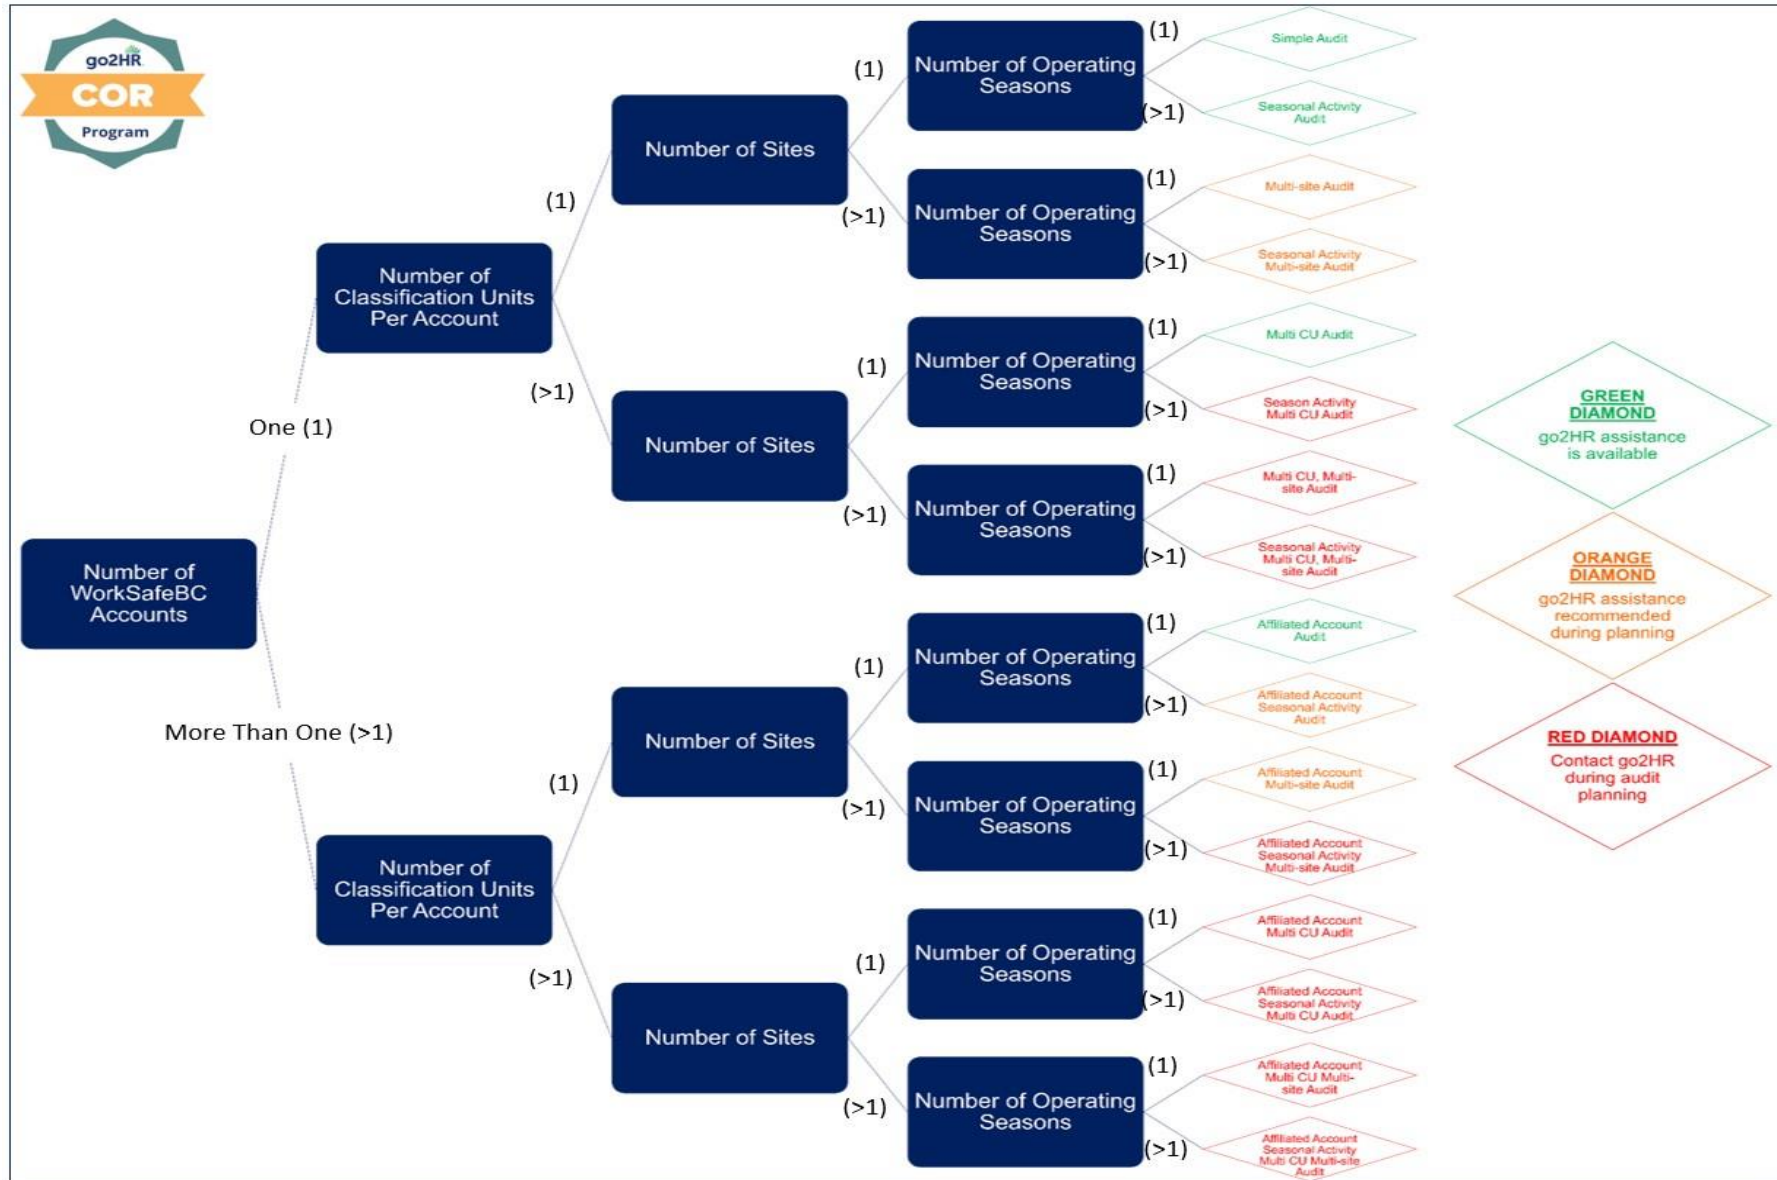 go2HR
COR
Program
Number of
WorkSafeBC
Accounts
One (1)
More Than One (>1)
Number of
Classification Units
Per Account
(1)
(>1)
Number of
Classification Units
Per Account
(1)
(>1)
Number of Sites
(1)
(>1)
Number of Sites
(1)
(>1)
Number of Sites
(1)
(>1)
Number of Sites
(1)
(>1)
Number of Operating
Seasons
(1)
Simple Audit
(>1)
Seasonal Activity
Audit
Number of Operating
Seasons
(1)
Multi-site Audit
(>1)
Seasonal Activity
Multi-site Audit
Number of Operating
Seasons
(1)
Multi CU Audit
(>1)
Season Activity
Multi CU Audit
Number of Operating
Seasons
(1)
Multi CU, Multi-
site Audit
(>1)
Seasonal Activity
Multi CU, Multi-
site Audit
Number of Operating
Seasons
(1)
Affiliated Account
Audit
(>1)
Affiliated Account
Seasonal Activity
Audit
Number of Operating
Seasons
(1)
Affiliated Account
Multi-site Audit
(>1)
Affiliated Account
Seasonal Activity
Multi-site Audit
Number of Operating
Seasons
(1)
Affiliated Account
Multi CU Audit
(>1)
Affiliated Account
Seasonal Activity
Multi CU Audit
Number of Operating
Seasons
(1)
Affiliated Account
Multi CU Multi-
site Audit
(>1)
Affiliated Account
Seasonal Activity
Multi CU Multi-site
Audit
GREEN
DIAMOND
go2HR assistance
is available
ORANGE
DIAMOND
go2HR assistance
recommended
during planning
RED DIAMOND
Contact go2HR
during audit
planning